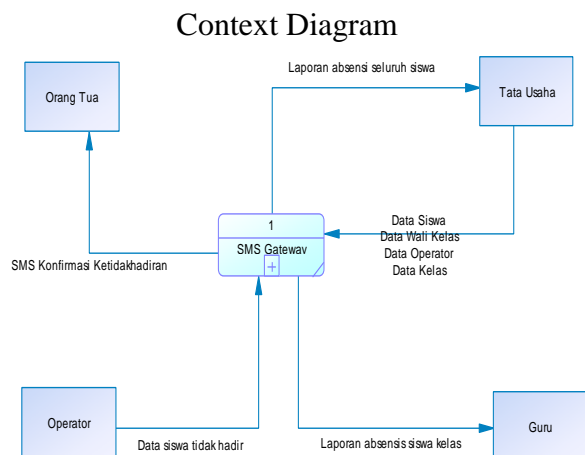 Context Diagram
Laporan absensi seluruh siswa
Orang Tua
Tata Usaha
1
SMS Gateway
Data Siswa
Data Wali Kelas
Data Operator
Data Kelas
SMS Konfirmasi Ketidakhadiran
Operator
Data siswa tidak hadir
Laporan absensis siswa kelas
Guru